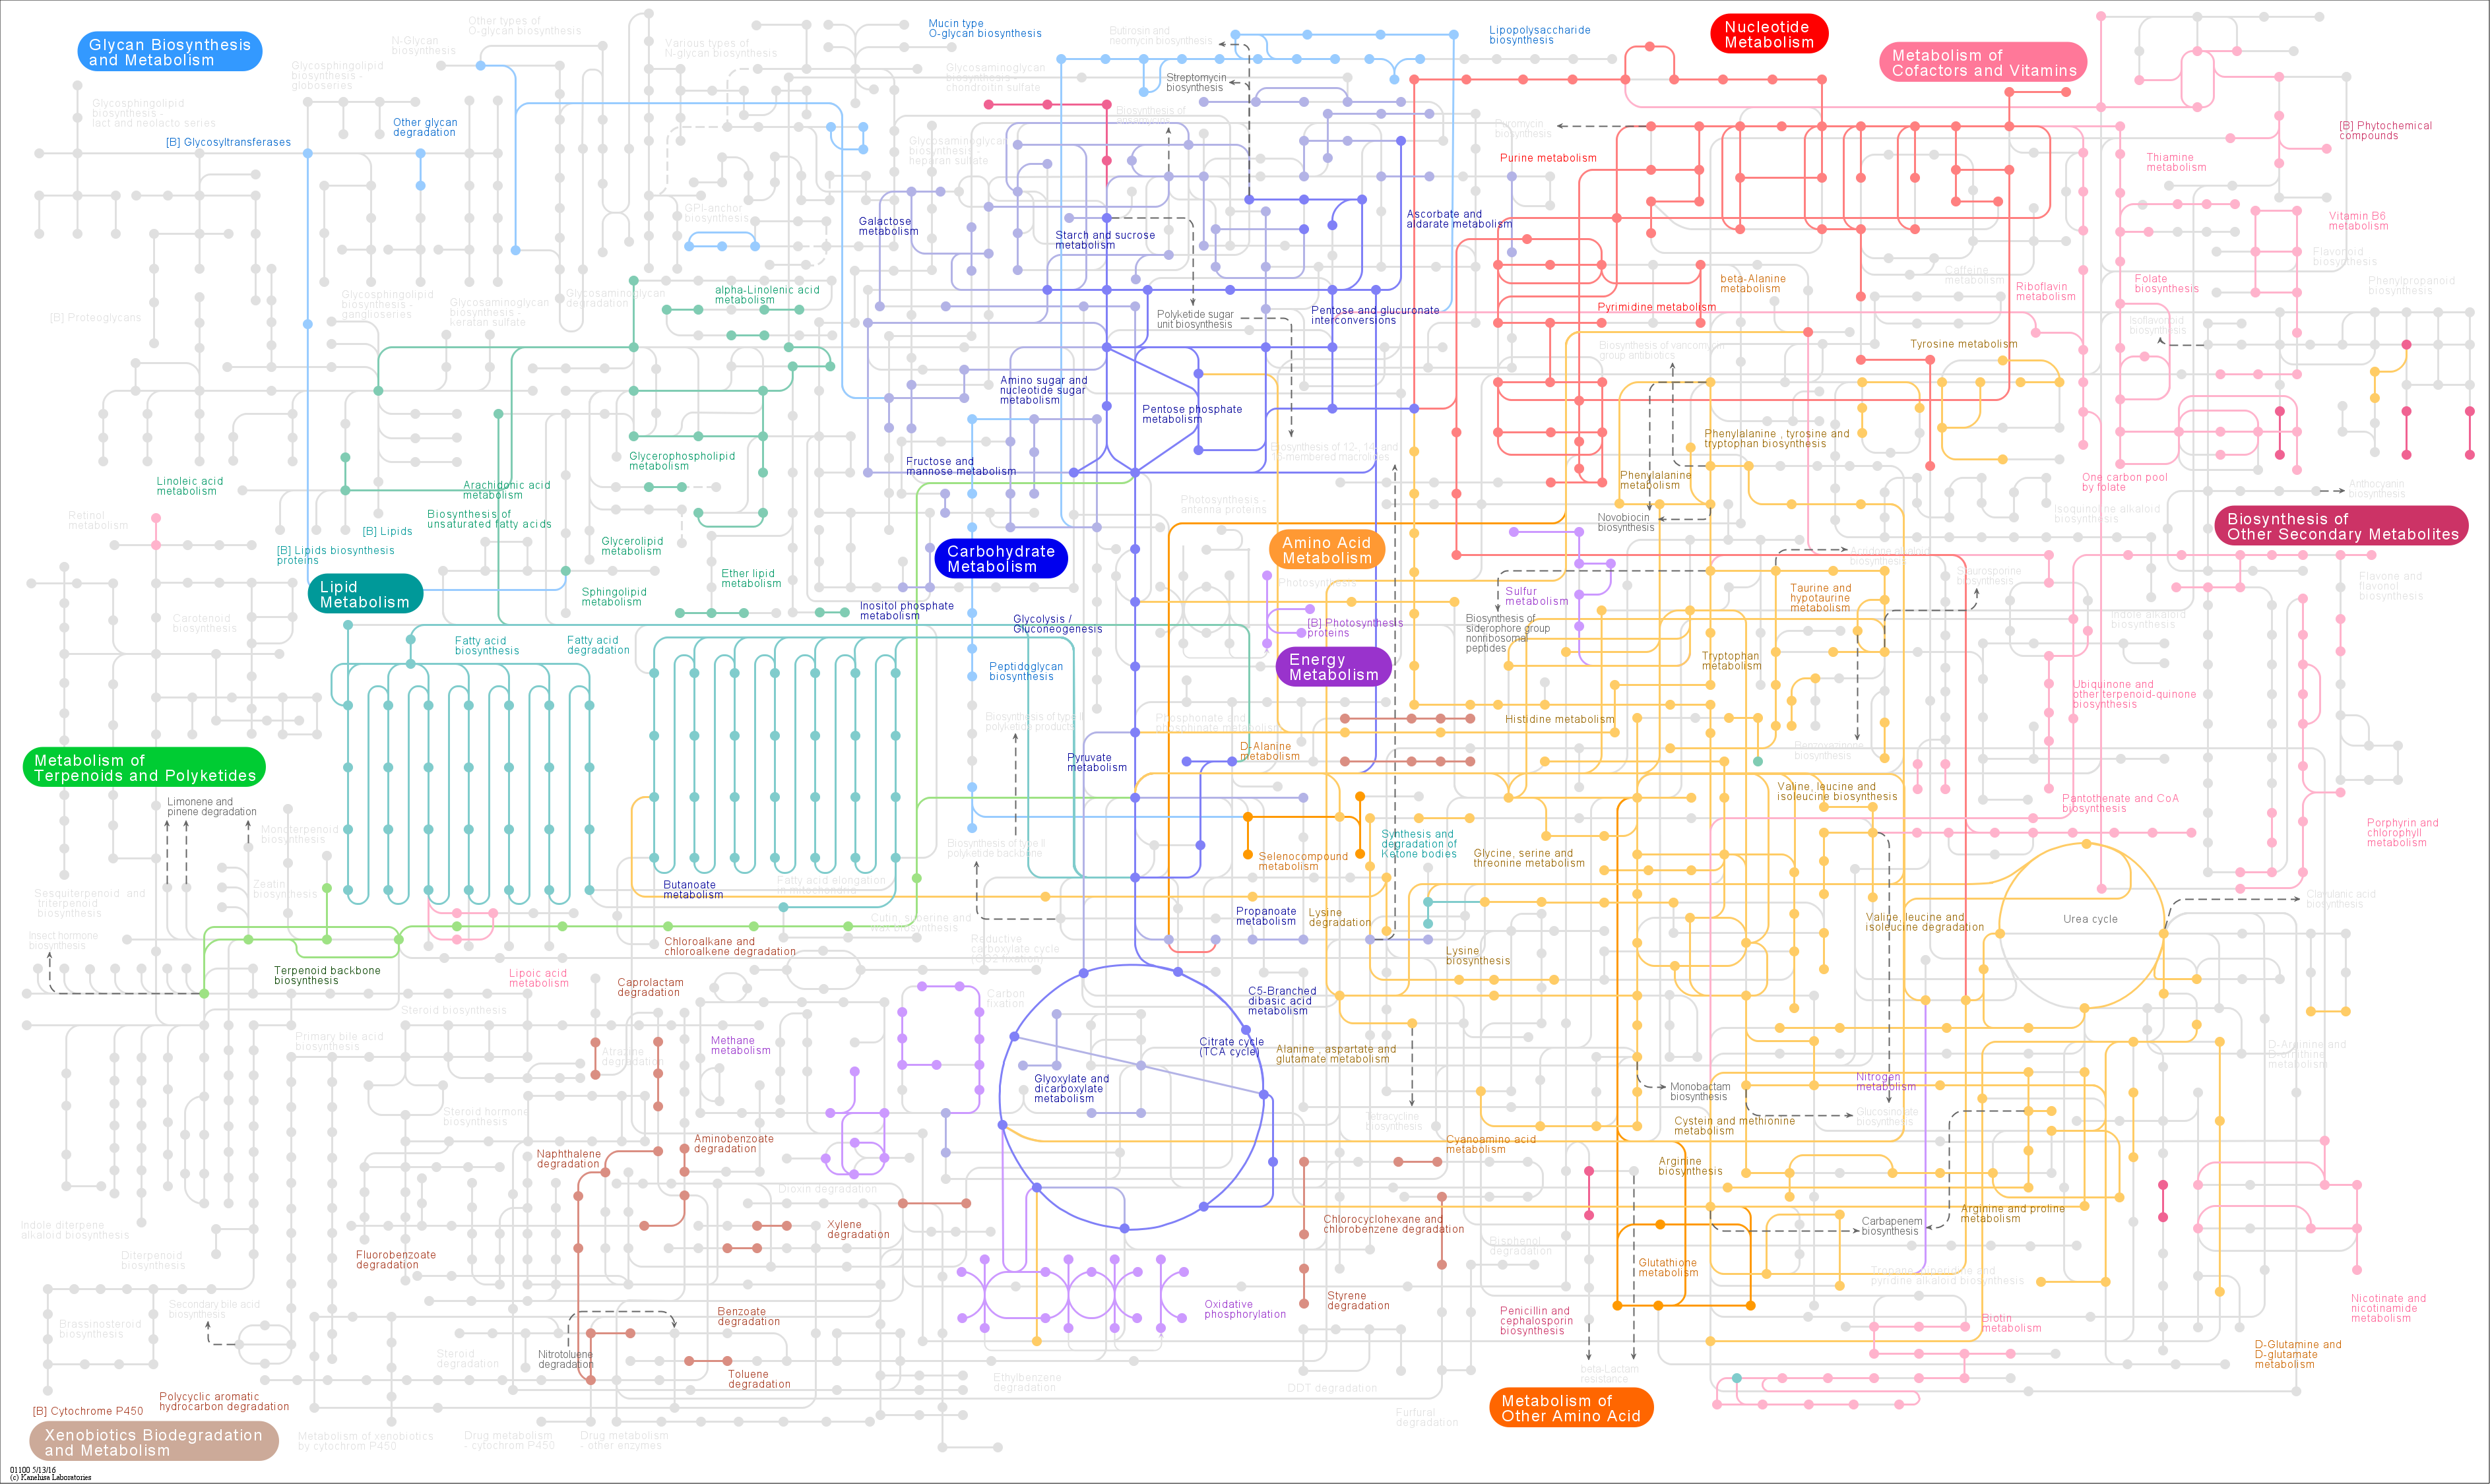 Glycan Biosynthesis
and Metabolism
Other types of
O-glycan biosynthesis
N-Glycan
biosynthesis
Various types of
N-glycan biosynthesis
Mucin type
O-glycan biosynthesis
Butirosin and
neomycin biosynthesis
Lipopolysaccharide
biosynthesis
Nucleotide
Metabolism
Metabolism of
Cofactors and Vitamins
Glycosphingolipid
biosynthesis -
globoseries
Glycosaminoglycan
biosynthesis -
chondroitin sulfate
Streptomycin
biosynthesis
Glycosphingolipid
biosynthesis -
lact and neolacto series
Other glycan
degradation
[B] Glycosyltransferases
Biosynthesis of
Glycosaminoglycan
biosynthesis -
heparan sulfate
Puromycin
biosynthesis
Purine metabolism
[B] Phytochemical
compounds
Thiamine
metabolism
GPI-anchor
biosynthesis
Galactose
metabolism
Starch and sucrose
metabolism
Ascorbate and
aldarate metabolism
Vitamin B6
metabolism
Flavonoid
biosynthesis
alpha-Linolenic acid
metabolism
Glycosphingolipid
biosynthesis -
ganglioseries
Glycosaminoglycan
biosynthesis -
keratan sulfate
Glycosaminoglycan
degradation
[B] Proteoglycans
Polyketide sugar
unit biosynthesis
Pentose and glucuronate
interconversions
Pyrimidine metabolism
beta-Alanine
metabolism
Caffeine
metabolism
Riboflavin
metabolism
Folate
biosynthesis
Phenylpropanoid
biosynthesis
Isoflavonoid
biosynthesis
Biosynthesis of vancomycin
group antibiotics
Tyrosine metabolism
Amino sugar and
nucleotide sugar
metabolism
Pentose phosphate
metabolism
Biosynthesis of 12-, 14- and
16-membered macrolides
Phenylalanine , tyrosine and
tryptophan biosynthesis
Glycerophospholipid
metabolism
Fructose and
mannose metabolism
Phenylalanine
metabolism
One carbon pool
by folate
Linoleic acid
metabolism
Arachidonic acid
metabolism
Anthocyanin
biosynthesis
Retinol
metabolism
Biosynthesis of
unsaturated fatty acids
[B] Lipids
Photosynthesis -
antenna proteins
Novobiocin
biosynthesis
Isoquinoline alkaloid
biosynthesis
Biosynthesis of
Other Secondary Metabolites
[B] Lipids biosynthesis
proteins
Glycerolipid
metabolism
Carbohydrate
Metabolism
Amino Acid
Metabolism
Acridone alkaloid
biosynthesis
Lipid
Metabolism
Ether lipid
metabolism
Sphingolipid
metabolism
Photosynthesis
Sulfur
metabolism
Taurine and
hypotaurine
metabolism
Staurosporine
biosynthesis
Flavone and
flavonol
biosynthesis
Carotenoid
biosynthesis
Inositol phosphate
metabolism
Glycolysis /
Gluconeogenesis
[B] Photosynthesis
proteins
Biosynthesis of
siderophore group
nonribosomal
peptides
Indole alkaloid
biosynthesis
Fatty acid
biosynthesis
Fatty acid
degradation
Peptidoglycan
biosynthesis
Energy
Metabolism
Tryptophan
metabolism
Ubiquinone and
other terpenoid-quinone
biosynthesis
Biosynthesis of type II
polyketide products
Phosphonate and
phosphinate metabolism
Histidine metabolism
Metabolism of
Terpenoids and Polyketides
Pyruvate
metabolism
D-Alanine
metabolism
Benzoxazinone
biosynthesis
Limonene and
pinene degradation
Valine, leucine and
isoleucine biosynthesis
Pantothenate and CoA
biosynthesis
Monoterpenoid
biosynthesis
Biosynthesis of type II
polyketide backbone
Selenocompound
metabolism
Synthesis and
degradation of
Ketone bodies
Glycine, serine and
threonine metabolism
Porphyrin and
chlorophyll
metabolism
Sesquiterpenoid and
triterpenoid
biosynthesis
Zeatin
biosynthesis
Butanoate
metabolism
Fatty acid elongation
in mitochondria
Clavulanic acid
biosynthesis
Insect hormone
biosynthesis
Cutin, suberine and
wax biosynthesis
Propanoate
metabolism
Lysine
degradation
Valine, leucine and
isoleucine degradation
Urea cycle
Chloroalkane and
chloroalkene degradation
Reductive
carboxylate cycle
(CO2 fixation)
Lysine
biosynthesis
Terpenoid backbone
biosynthesis
Lipoic acid
metabolism
Caprolactam
degradation
Carbon
fixation
C5-Branched
dibasic acid
metabolism
Steroid biosynthesis
Primary bile acid
biosynthesis
Atrazine
degradation
Methane
metabolism
Citrate cycle
(TCA cycle)
Alanine , aspartate and
glutamate metabolism
D-Arginine and
D-ornithine
metabolism
Glyoxylate and
dicarboxylate
metabolism
Monobactam
biosynthesis
Nitrogen
metabolism
Steroid hormone
biosynthesis
Tetracycline
biosynthesis
Cystein and methionine
metabolism
Glucosinolate
biosynthesis
Naphthalene
degradation
Aminobenzoate
degradation
Cyanoamino acid
metabolism
Arginine
biosynthesis
Dioxin degradation
Indole diterpene
alkaloid biosynthesis
Diterpenoid
biosynthesis
Fluorobenzoate
degradation
Xylene
degradation
Chlorocyclohexane and
chlorobenzene degradation
Bisphenol
degradation
Carbapenem
biosynthesis
Arginine and proline
metabolism
Glutathione
metabolism
Tropane, piperidine and
pyridine alkaloid biosynthesis
Secondary bile acid
biosynthesis
Brassinosteroid
biosynthesis
Benzoate
degradation
Oxidative
phosphorylation
Styrene
degradation
Penicillin and
cephalosporin
biosynthesis
Biotin
metabolism
Nicotinate and
nicotinamide
metabolism
Steroid
degradation
Nitrotoluene
degradation
Toluene
degradation
Ethylbenzene
degradation
DDT degradation
beta-Lactam
resistance
D-Glutamine and
D-glutamate
metabolism
Polycyclic aromatic
hydrocarbon degradation
[B] Cytochrome P450
Xenobiotics Biodegradation
and Metabolism
Metabolism of xenobiotics
by cytochrom P450
Drug metabolism
- cytochrom P450
Drug metabolism
- other enzymes
Furfural
degradation
Metabolism of
Other Amino Acid
01100 5/13/16
(c) Kanehisa Laboratories